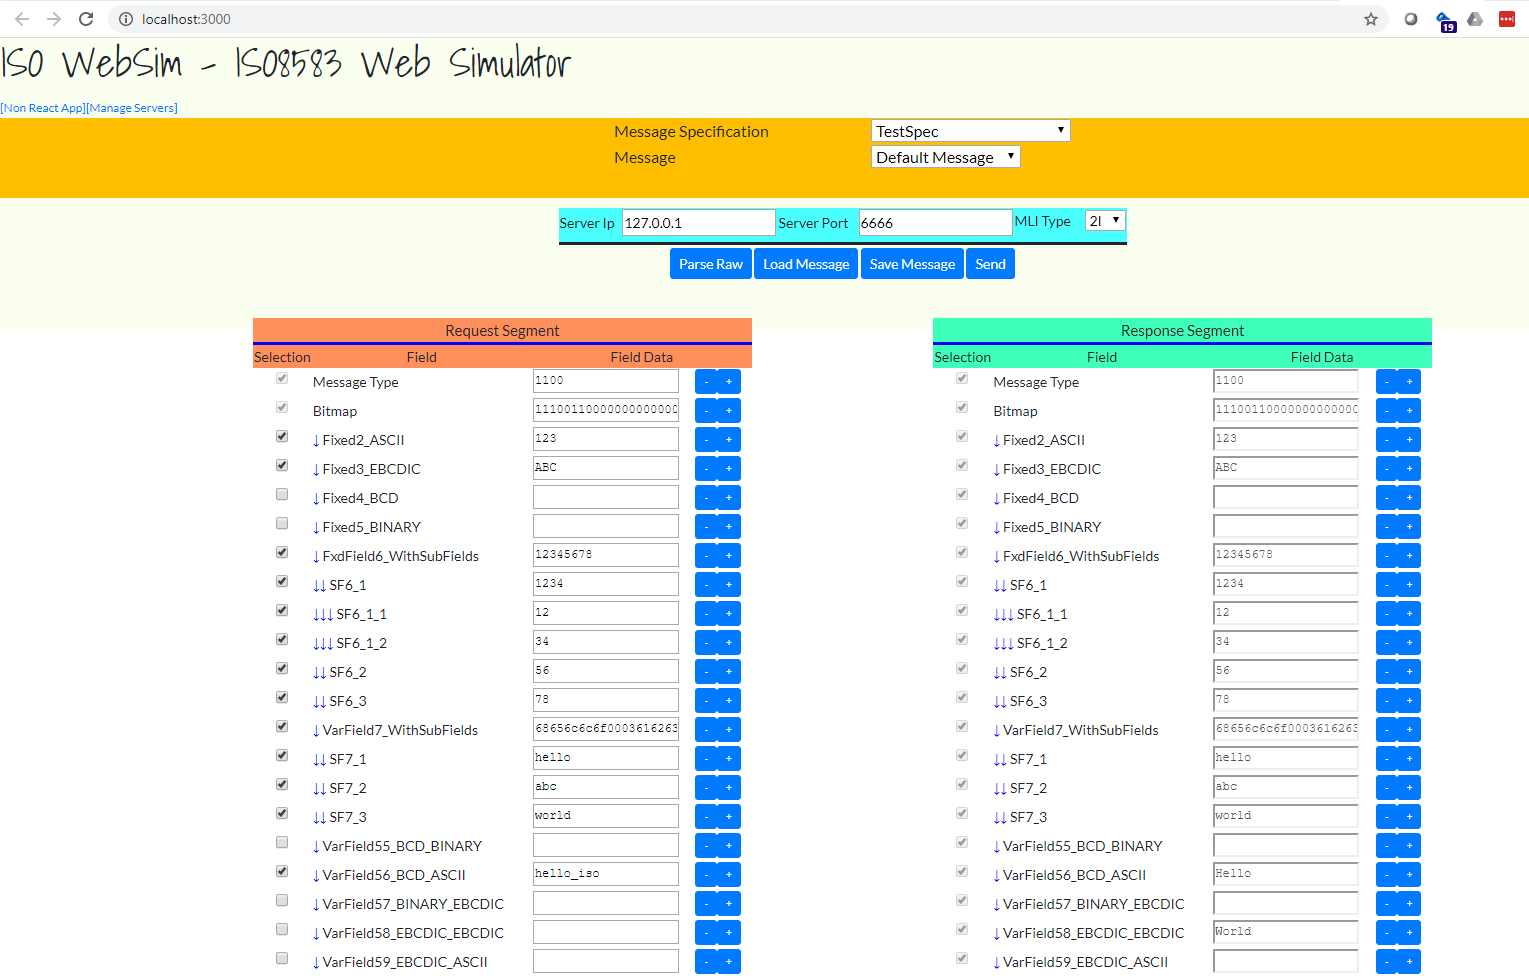 localhost:3000
19
ISO WebSim - ISO8583 Web Simulator
[Non React App][Manage Servers]
Message Specification TestSpec
Message Default Message
Server Ip 127.0.0.1 Server Port 6666 MLI Type 2I
Parse Raw Load Message Save Message Send
Request Segment Response Segment
Selection Field Field Data Selection Field Field Data
Message Type 1100 - + Message Type 1100 - +
Bitmap - + Bitmap - +
↓ Fixed2_ASCII 123 - + ↓ Fixed2_ASCII 123 - +
↓ Fixed3_EBCDIC ABC - + ↓ Fixed3_EBCDIC ABC - +
↓ Fixed4_BCD - + ↓ Fixed4_BCD - +
↓ Fixed5_BINARY - + ↓ Fixed5_BINARY - +
↓ FxdField6_WithSubFields 12345678 - + ↓ FxdField6_WithSubFields 12345678 - +
↓↓ SF6_1 1234 - + ↓↓ SF6_1 1234 - +
↓↓↓ SF6_1_1 12 - + ↓↓↓ SF6_1_1 12 - +
↓↓↓ SF6_1_2 34 - + ↓↓↓ SF6_1_2 34 - +
↓↓ SF6_2 56 - + ↓↓ SF6_2 56 - +
↓↓ SF6_3 78 - + ↓↓ SF6_3 78 - +
↓ VarField7_WithSubFields 68656c6c6f0003616263 - + ↓ VarField7_WithSubFields 68656c6c6f0003616263 - +
↓↓ SF7_1 hello - + ↓↓ SF7_1 hello - +
↓↓ SF7_2 abc - + ↓↓ SF7_2 abc - +
↓↓ SF7_3 world - + ↓↓ SF7_3 world - +
↓ VarField55_BCD_BINARY - + ↓ VarField55_BCD_BINARY - +
↓ VarField56_BCD_ASCII hello_iso - + ↓ VarField56_BCD_ASCII Hello - +
↓ VarField57_BINARY_EBCDIC - + ↓ VarField57_BINARY_EBCDIC - +
↓ VarField58_EBCDIC_EBCDIC - + ↓ VarField58_EBCDIC_EBCDIC World - +
↓ VarField59_EBCDIC_ASCII - + ↓ VarField59_EBCDIC_ASCII - +